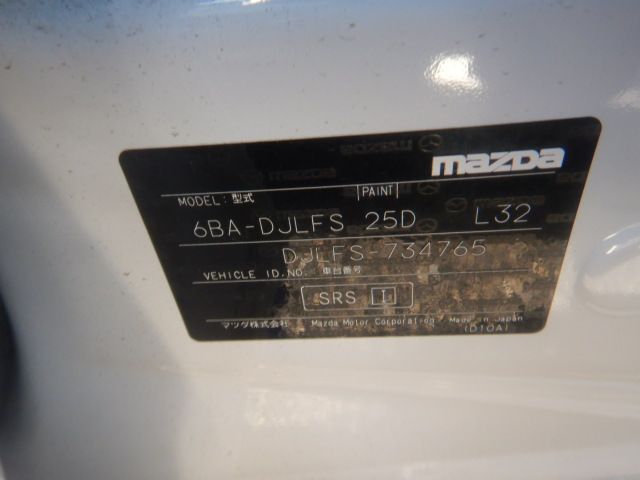 mazda
MODEL: 型式 PAINT
6BA-DJLFS 25D L32
DJLFS-734765
VEHICLE ID.NO. 車台番号
SRS I
マツダ株式会社 Mazda Motor Corporation Made in Japan
(D10A)